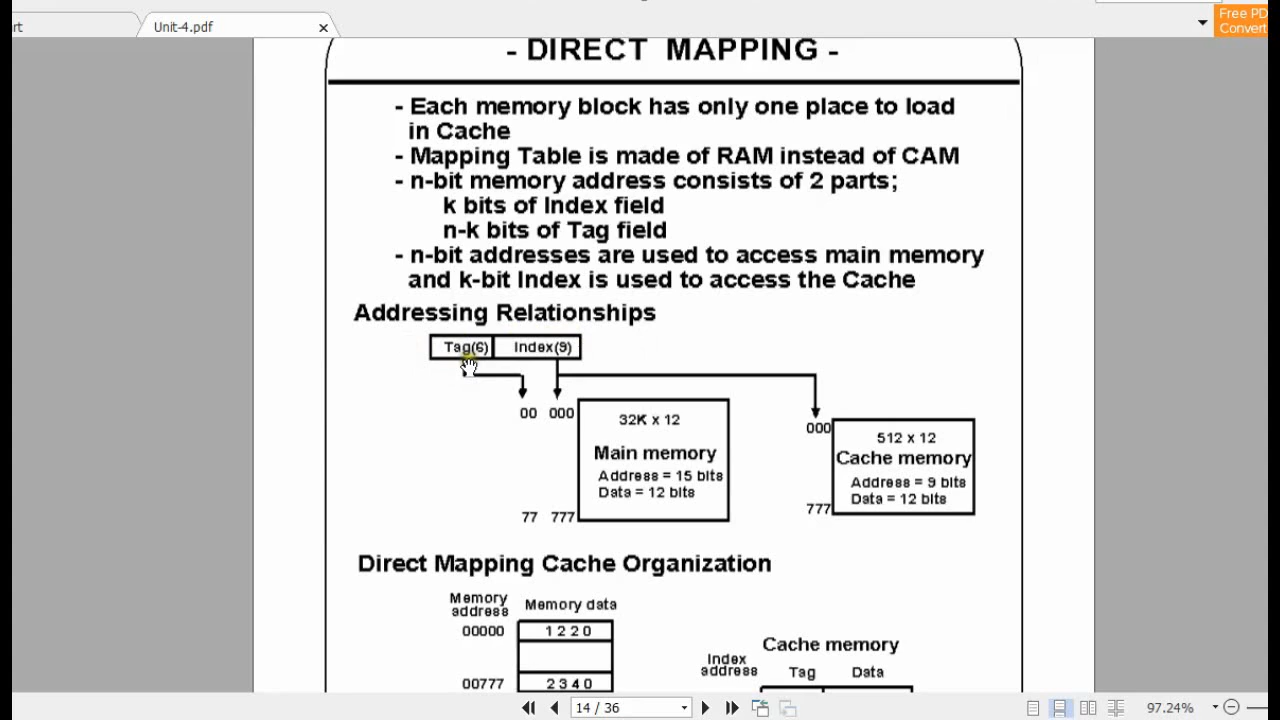 rt
Unit-4.pdf
Free PD
Convert
- DIRECT MAPPING -
- Each memory block has only one place to load
in Cache
- Mapping Table is made of RAM instead of CAM
- n-bit memory address consists of 2 parts;
k bits of Index field
n-k bits of Tag field
- n-bit addresses are used to access main memory
and k-bit Index is used to access the Cache
Addressing Relationships
Tag(6) Index(9)
00 000
32K x 12
Main memory
Address = 15 bits
Data = 12 bits
77 777
000
512 x 12
Cache memory
Address = 9 bits
Data = 12 bits
777
Direct Mapping Cache Organization
Memory
address
Memory data
00000
1 2 2 0
00777
2 3 4 0
Cache memory
Index
address
Tag
Data
14 / 36
97.24%